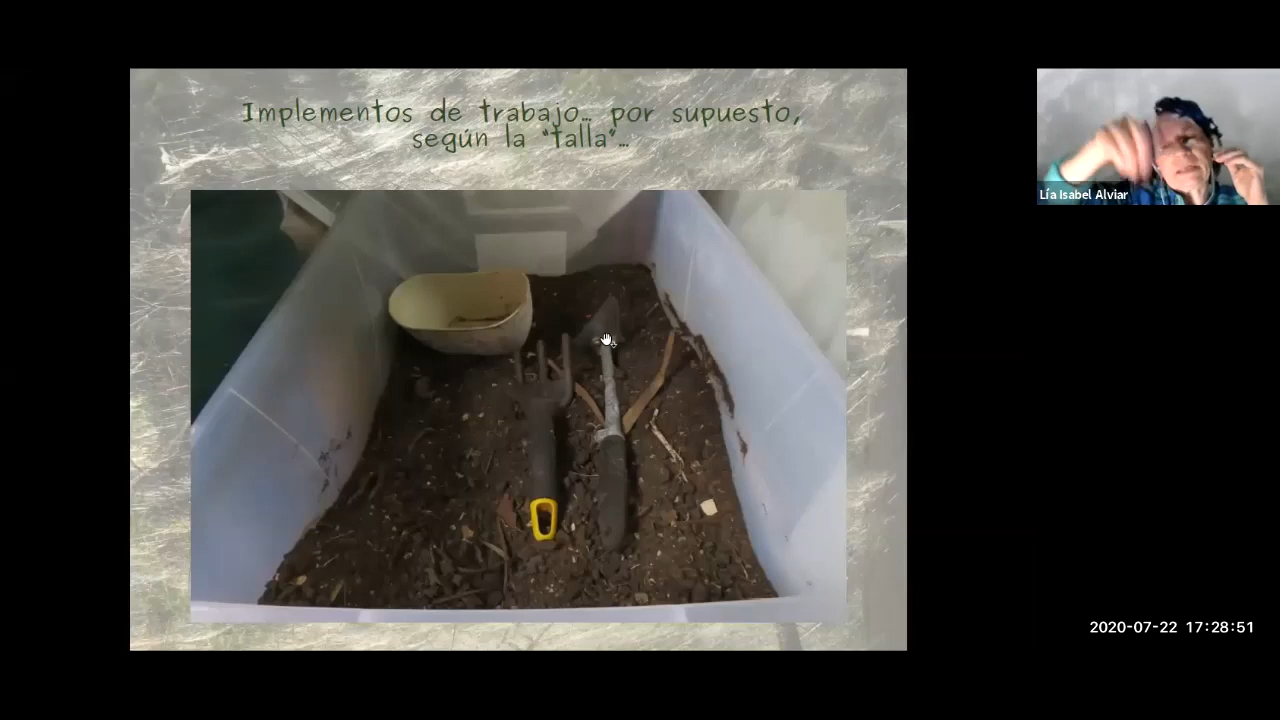 Implementos de trabajo… por supuesto,
según la "talla"…
Lía Isabel Alviar
2020-07-22 17:28:51